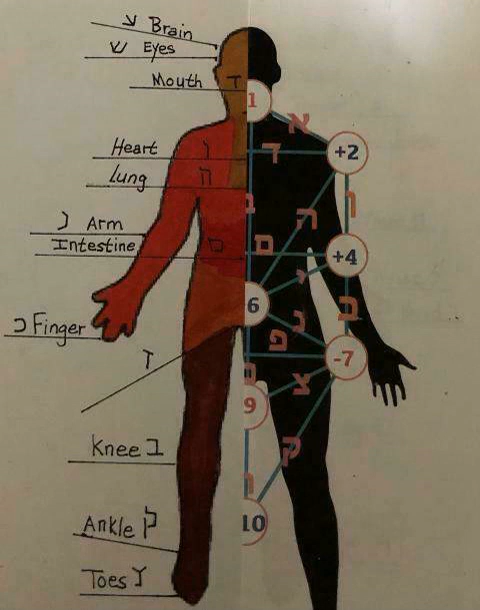 Brain
ש Eyes
Mouth
1
א
Heart
ו
ד
+2
Lung
ב
ו
ה
Arm
Intestine
ם
+4
י
6
נ
ב
כ Finger
פ
-7
צ
9
Knee ב
ק
ו
10
Ankle ק
Toes